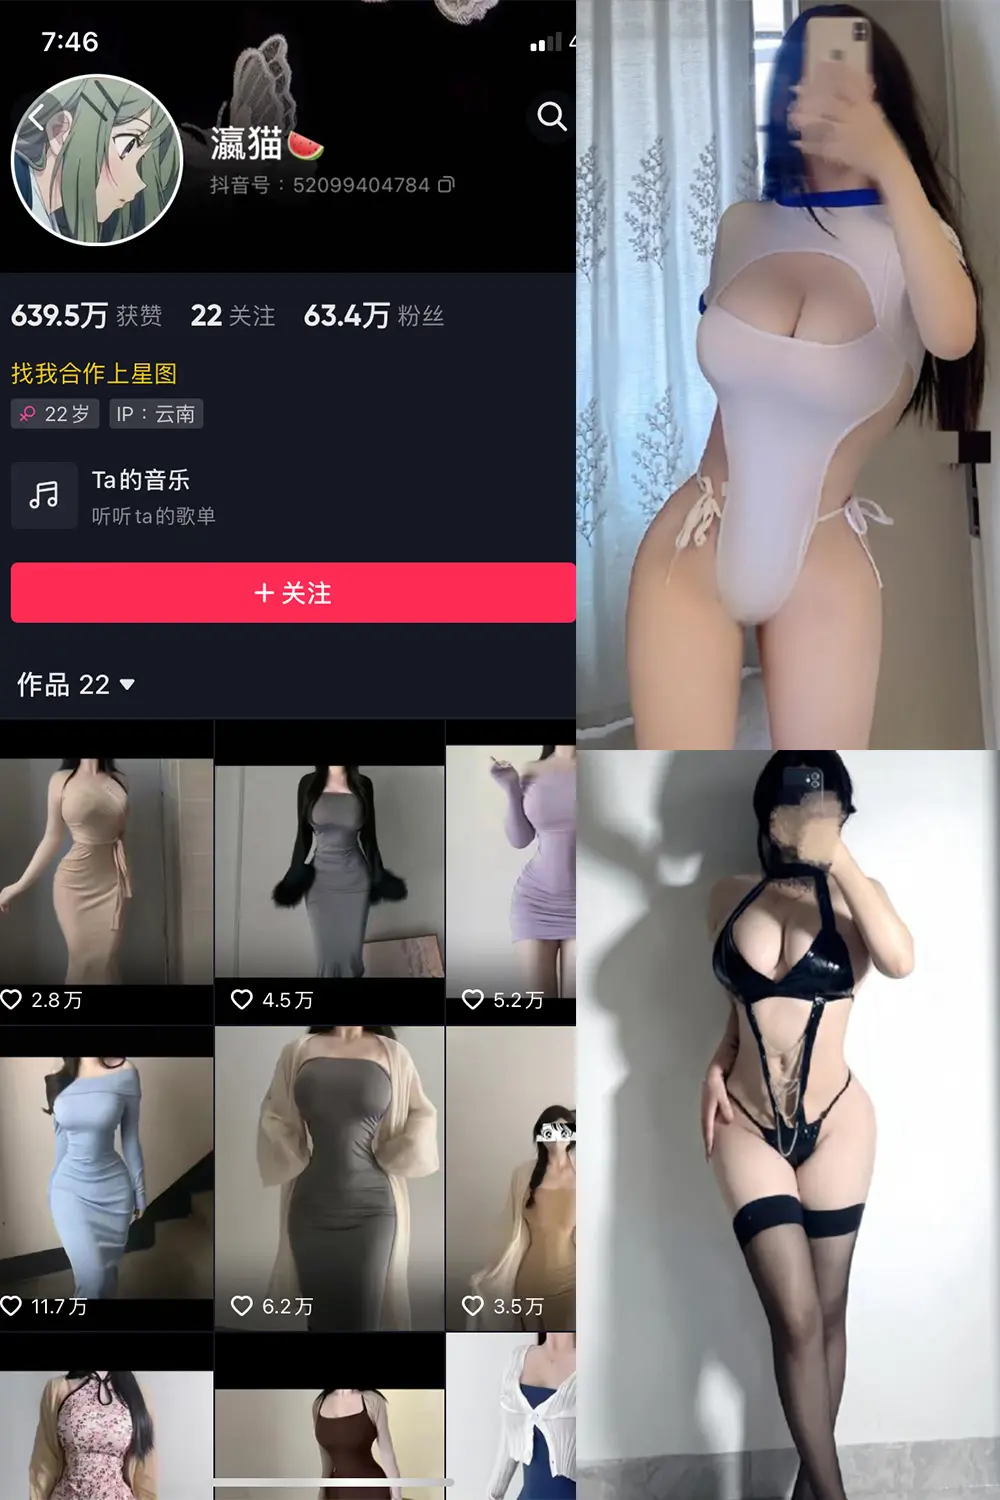 7:46
瀛猫🍉
抖音号：52099404784
639.5万 获赞 22 关注 63.4万 粉丝
找我合作上星图
22岁 IP：云南
Ta的音乐
听听ta的歌单
+ 关注
作品 22
2.8万 4.5万 5.2万
11.7万 6.2万 3.5万